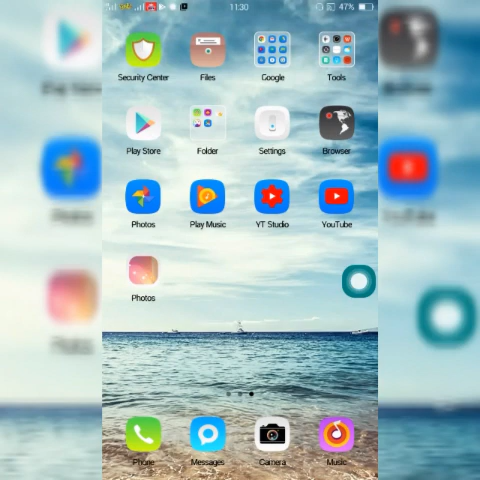 11:30
47%
Security Center Files Google Tools
Play Store Folder Settings Browser
Photos Play Music YT Studio YouTube
Photos
Phone Messages Camera Music